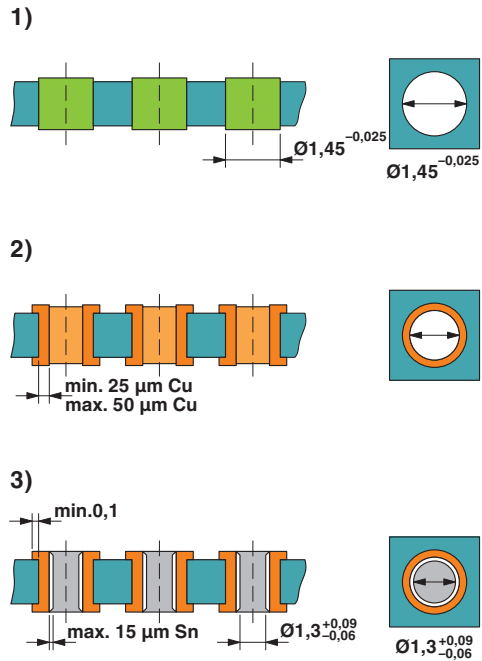 1)
Ø1,45 −0,025
Ø1,45 −0,025
2)
min. 25 µm Cu
max. 50 µm Cu
3)
min.0,1
max. 15 µm Sn
Ø1,3 +0,09 −0,06
Ø1,3 +0,09 −0,06